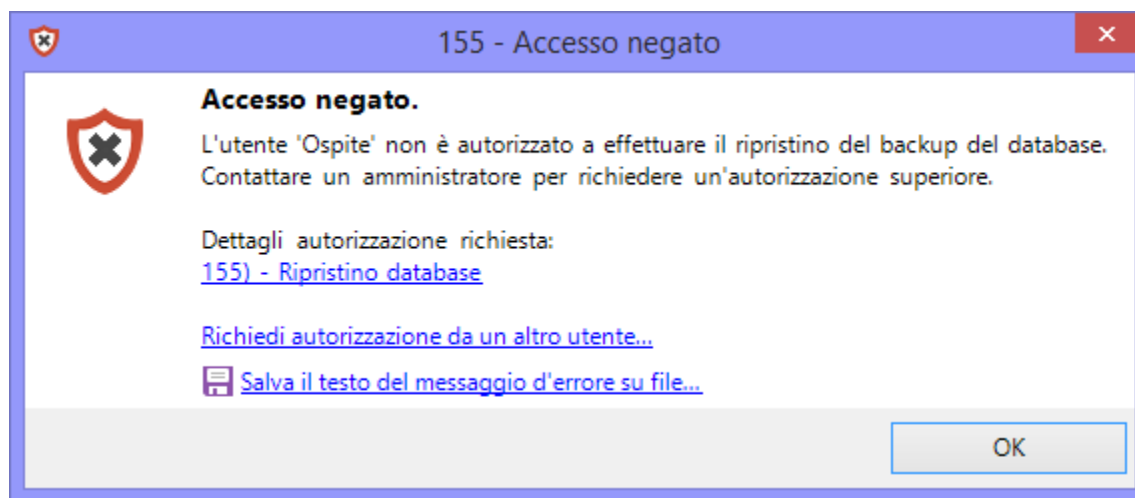 155 - Accesso negato
Accesso negato.
L'utente 'Ospite' non è autorizzato a effettuare il ripristino del backup del database.
Contattare un amministratore per richiedere un'autorizzazione superiore.
Dettagli autorizzazione richiesta:
155) - Ripristino database
Richiedi autorizzazione da un altro utente...
Salva il testo del messaggio d'errore su file...
OK